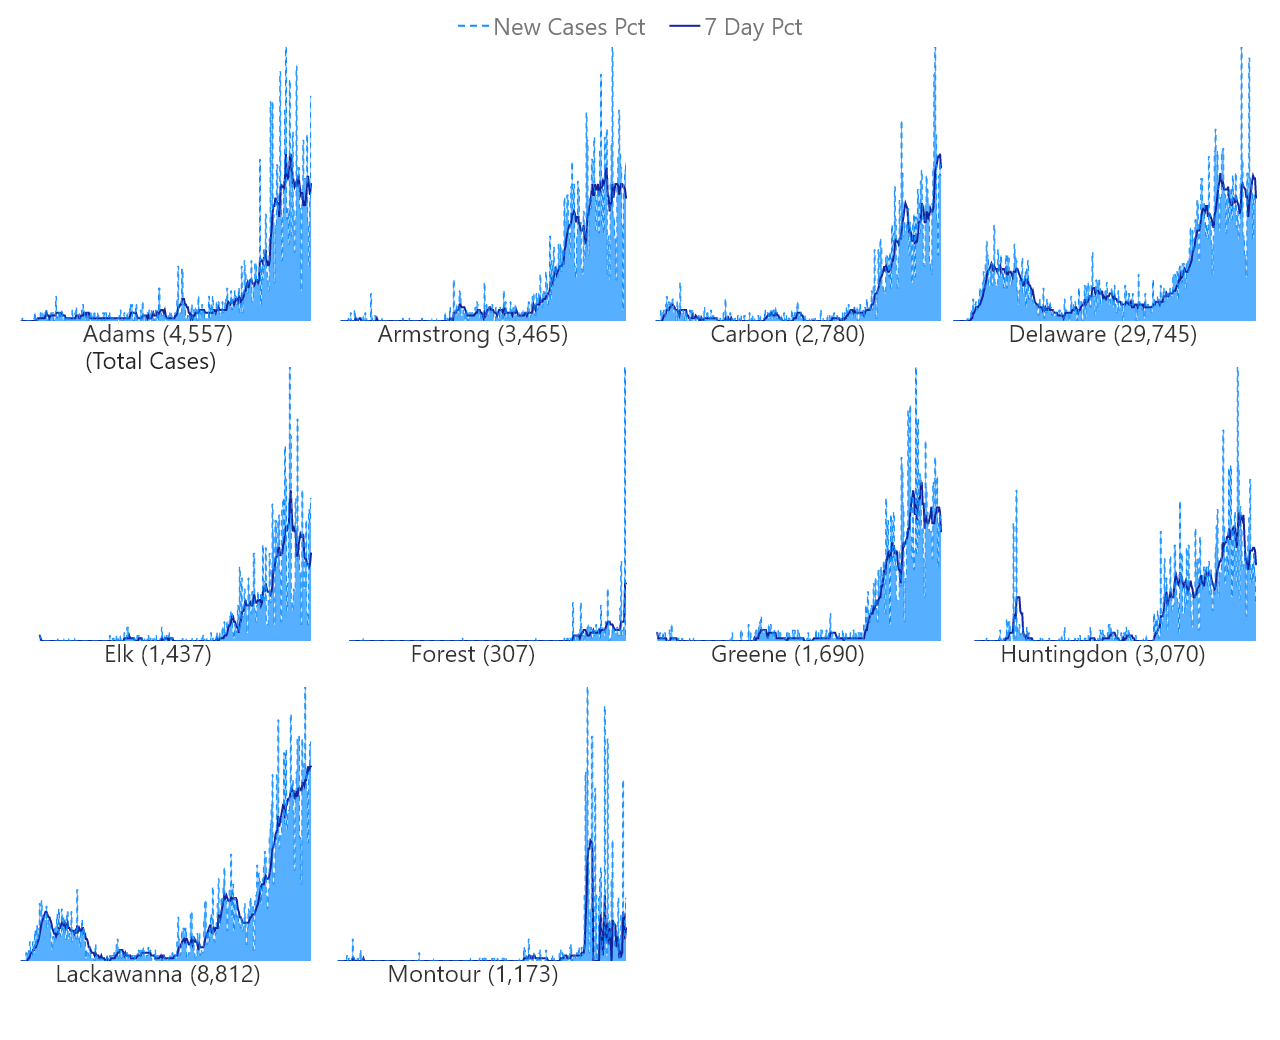 New Cases Pct 7 Day Pct
Adams (4,557) Armstrong (3,465) Carbon (2,780) Delaware (29,745)
(Total Cases)
Elk (1,437) Forest (307) Greene (1,690) Huntingdon (3,070)
Lackawanna (8,812) Montour (1,173)